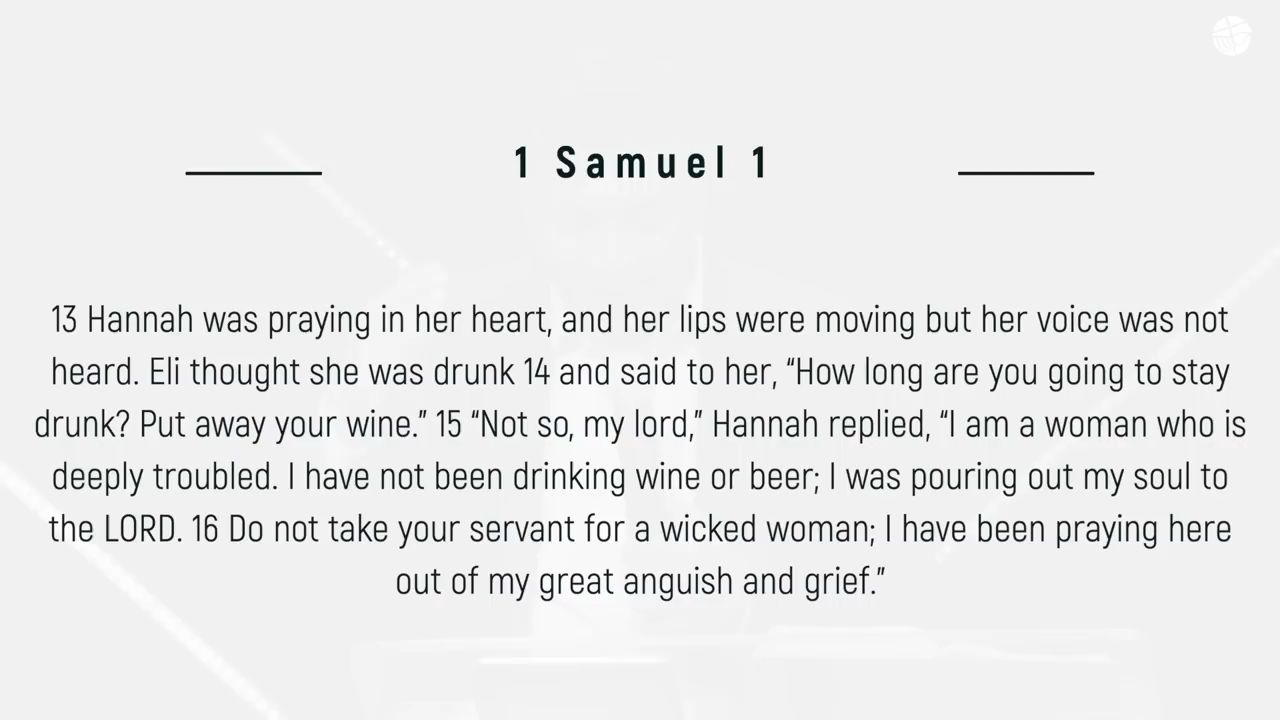 1 Samuel 1
13 Hannah was praying in her heart, and her lips were moving but her voice was not
heard. Eli thought she was drunk 14 and said to her, “How long are you going to stay
drunk? Put away your wine.” 15 “Not so, my lord,” Hannah replied, “I am a woman who is
deeply troubled. I have not been drinking wine or beer; I was pouring out my soul to
the LORD. 16 Do not take your servant for a wicked woman; I have been praying here
out of my great anguish and grief.”